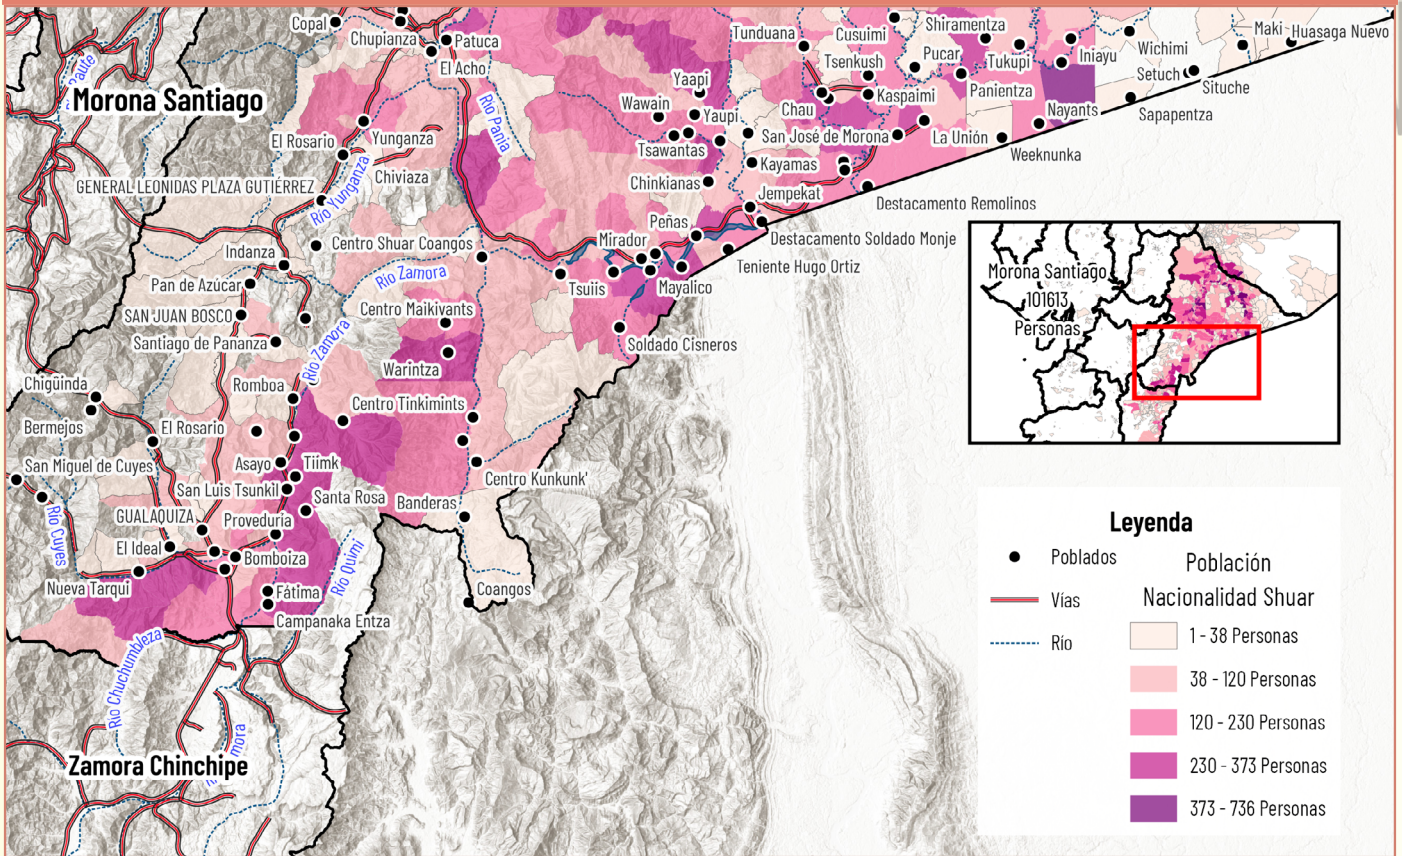 Copal
Chupianza
Patuca
El Acho
Río Paute
Morona Santiago
Río Pania
Yaapi
Wawain
Yaupi
Tsawantas
Chinkianas
Tunduana
Cusuimi
Shiramentza
Tsenkush
Pucar
Tukupi
Iniayu
Wichimi
Maki
Huasaga Nuevo
Setuch
Situche
Chau
Kaspaimi
Panientza
Nayants
Sapapentza
San José de Morona
La Unión
Weeknunka
Kayamas
Jempekat
Destacamento Remolinos
El Rosario
Yunganza
Chiviaza
GENERAL LEONIDAS PLAZA GUTIÉRREZ
Río Yunganza
Peñas
Mirador
Destacamento Soldado Monje
Teniente Hugo Ortiz
Indanza
Centro Shuar Coangos
Río Zamora
Tsuiis
Mayalico
Pan de Azúcar
SAN JUAN BOSCO
Centro Maikivants
Santiago de Pananza
Río Zamora
Warintza
Soldado Cisneros
Chigüinda
Romboa
Bermejos
El Rosario
Centro Tinkimints
San Miguel de Cuyes
Asayo
Tiímk
San Luis Tsunkil
Santa Rosa
Centro Kunkunk'
Banderas
GUALAQUIZA
Proveduria
Río Cuyes
El Ideal
Bomboiza
Río Quimi
Nueva Tarqui
Fátima
Coangos
Campanaka Entza
Río Chuchumbleza
Zamora Chinchipe
mora
Morona Santiago
101613
Personas
Leyenda
Poblados
Vías
Río
Población
Nacionalidad Shuar
1 - 38 Personas
38 - 120 Personas
120 - 230 Personas
230 - 373 Personas
373 - 736 Personas